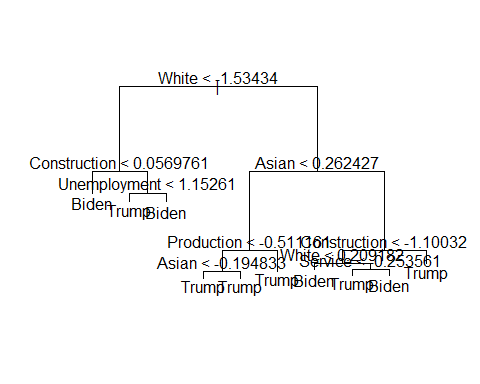 White < -1.53434
Construction < 0.0569761
Asian < 0.262427
Unemployment < 1.15261
Biden
Trump
Biden
Production < -0.511161
Construction < -1.10032
White < 0.209182
Asian < -0.194833
Service < -0.253561
Trump
Trump
Trump
Biden
Trump
Biden
Trump